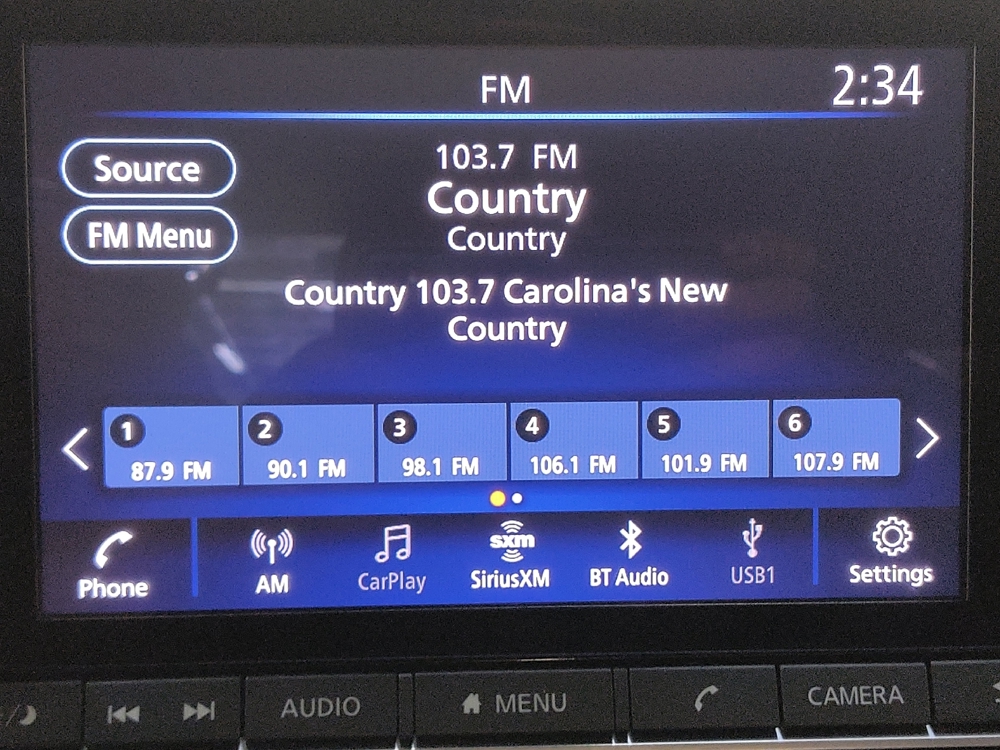 FM
2:34
Source
FM Menu
103.7 FM
Country
Country
Country 103.7 Carolina's New
Country
1
87.9 FM
2
90.1 FM
3
98.1 FM
4
106.1 FM
5
101.9 FM
6
107.9 FM
Phone
AM
CarPlay
sxm
SiriusXM
BT Audio
USB1
Settings
AUDIO
MENU
CAMERA